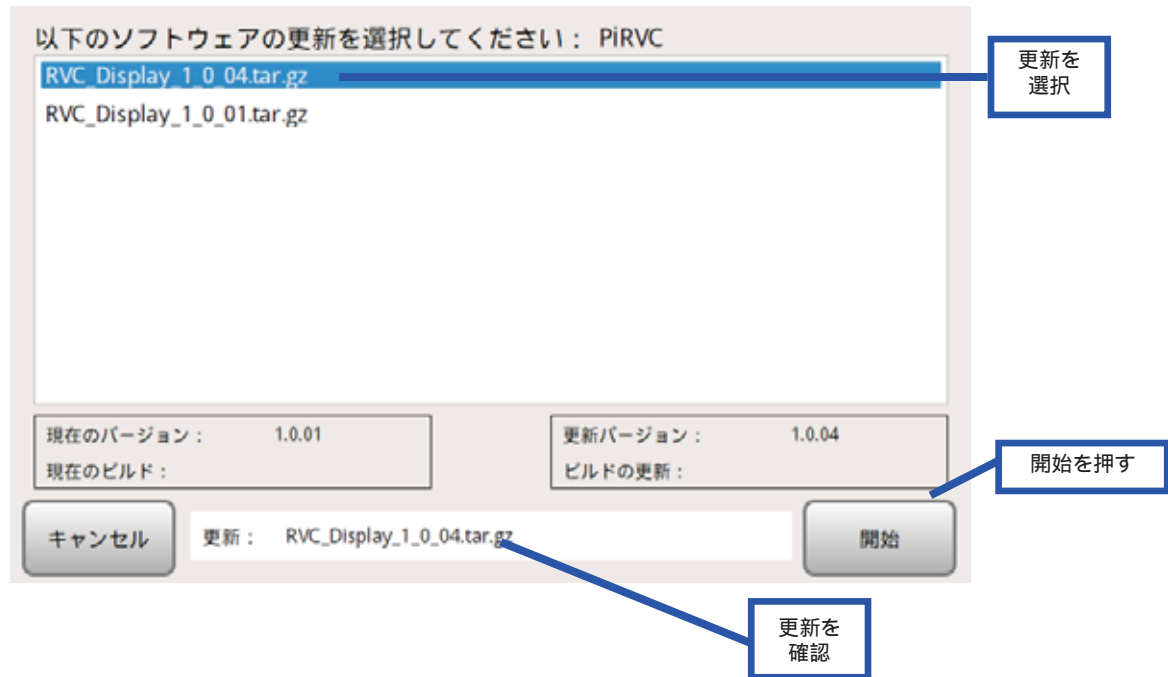 以下のソフトウェアの更新を選択してください： PiRVC
RVC_Display_1_0_04.tar.gz
更新を
選択
RVC_Display_1_0_01.tar.gz
現在のバージョン： 1.0.01
現在のビルド：
更新バージョン： 1.0.04
ビルドの更新：
開始を押す
キャンセル
更新： RVC_Display_1_0_04.tar.gz
開始
更新を
確認